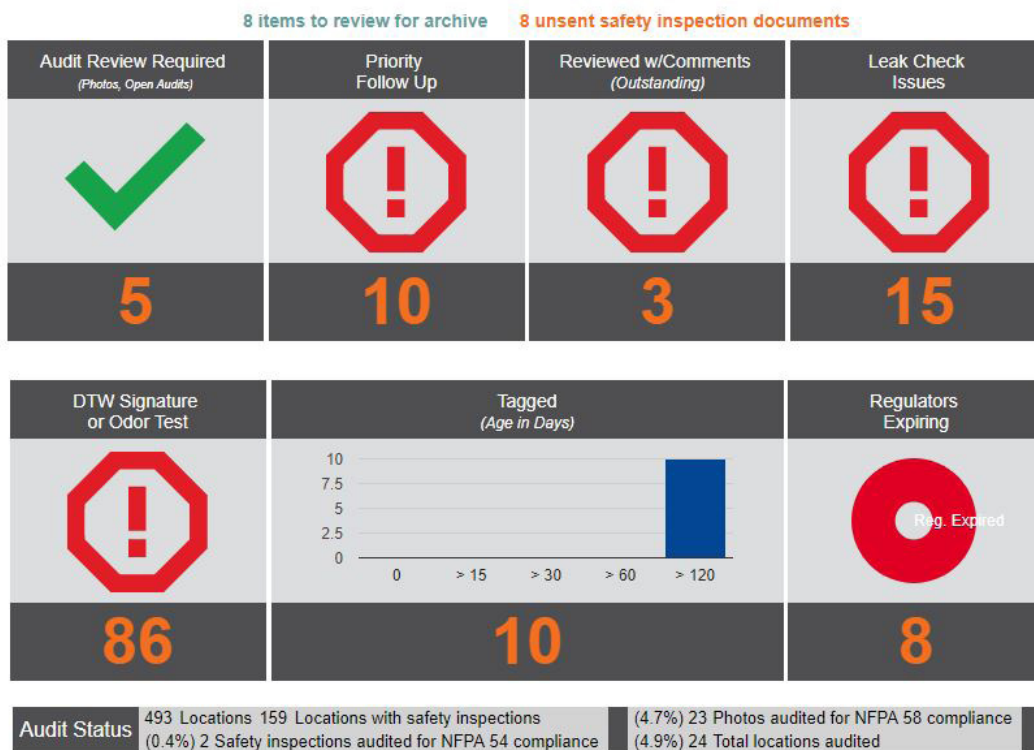 8 items to review for archive 8 unsent safety inspection documents
Audit Review Required
(Photos, Open Audits)
Priority
Follow Up
Reviewed w/Comments
(Outstanding)
Leak Check
Issues
5
10
3
15
DTW Signature
or Odor Test
Tagged
(Age in Days)
Regulators
Expiring
10
7.5
5
2.5
0
0 > 15 > 30 > 60 > 120
Reg. Expired
86
10
8
Audit Status
493 Locations 159 Locations with safety inspections
(0.4%) 2 Safety inspections audited for NFPA 54 compliance
(4.7%) 23 Photos audited for NFPA 58 compliance
(4.9%) 24 Total locations audited